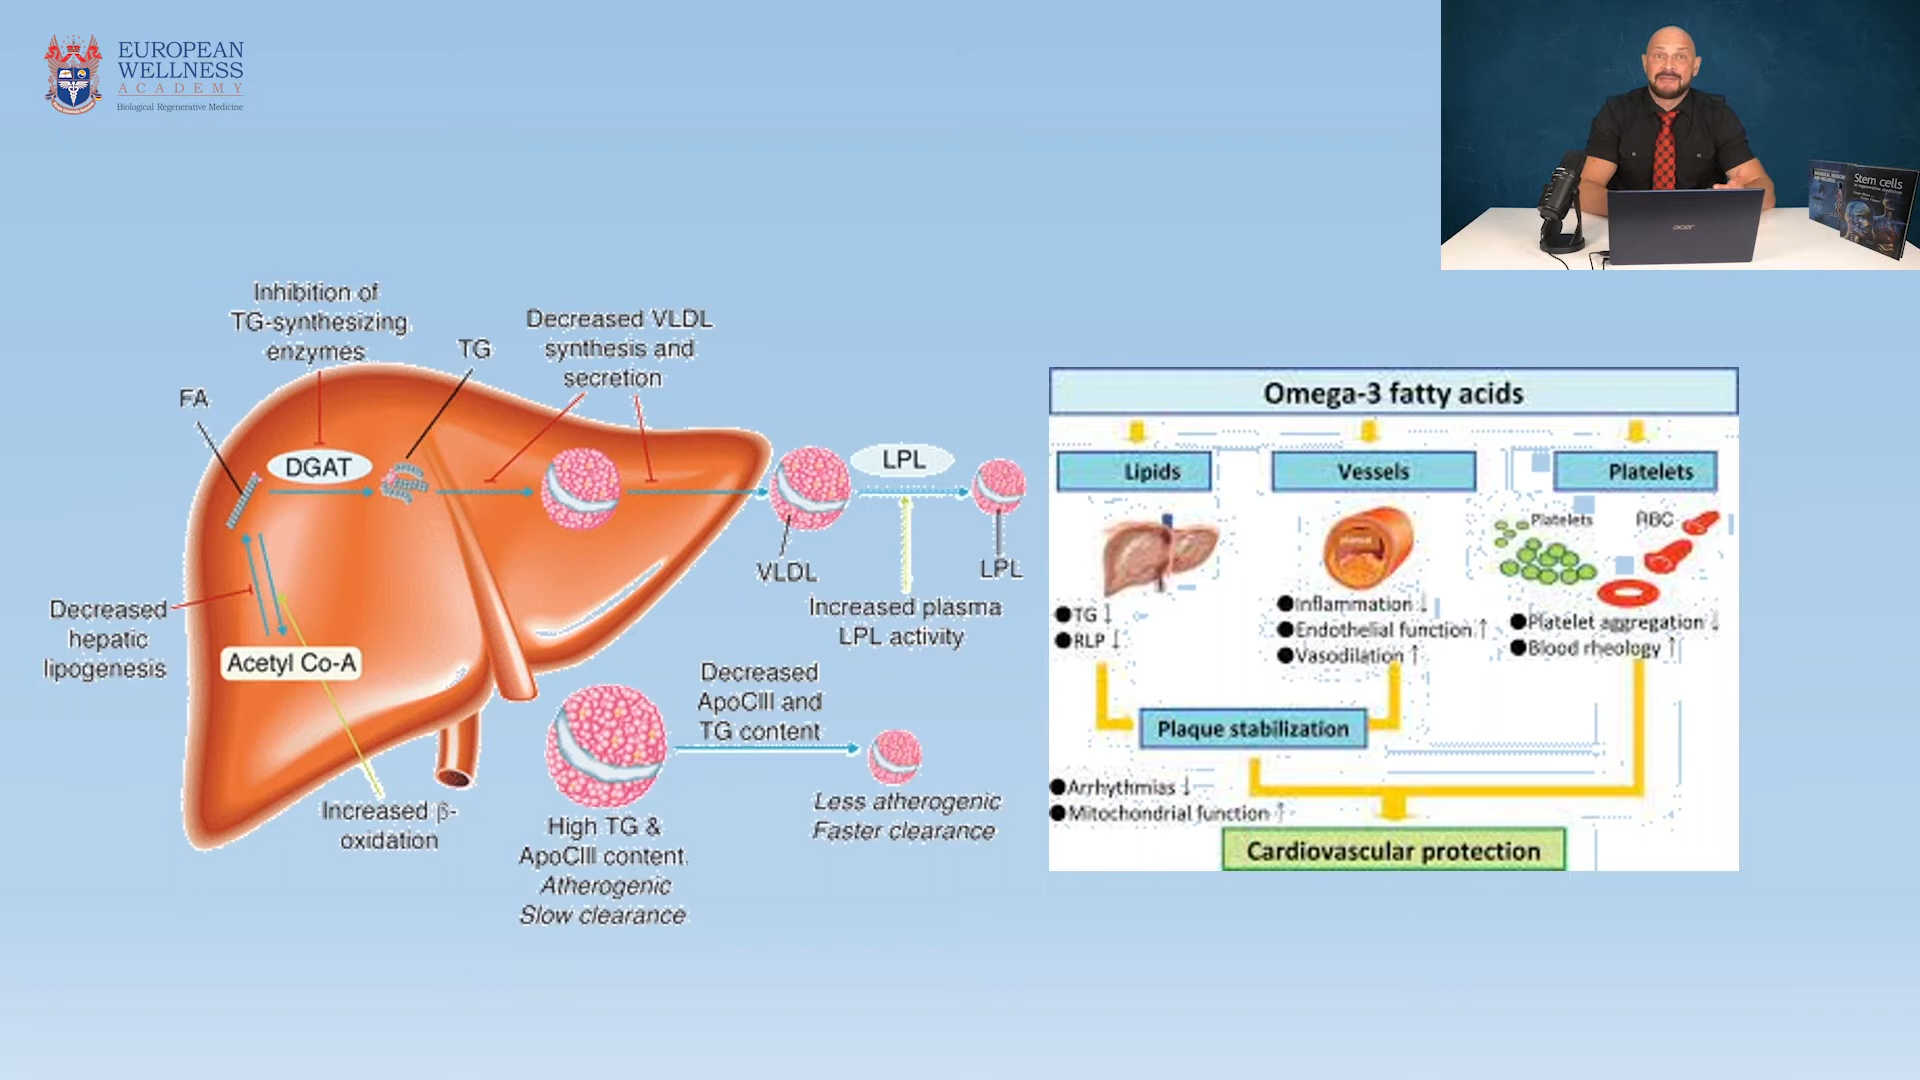 EUROPEAN
WELLNESS
ACADEMY
Biological Regenerative Medicine
Stem cells
acer
Inhibition of
TG-synthesizing
enzymes
TG
Decreased VLDL
synthesis and
secretion
FA
DGAT
LPL
VLDL
LPL
Increased plasma
LPL activity
Decreased
hepatic
lipogenesis
Acetyl Co-A
Increased β-
oxidation
Decreased
ApoCIII and
TG content
High TG &
ApoCIII content.
Atherogenic
Slow clearance
Less atherogenic
Faster clearance
Omega-3 fatty acids
Lipids
Vessels
Platelets
Platelets
RBC
●TG ↓
●RLP ↓
●Inflammation ↓
●Endothelial function ↑
●Vasodilation ↑
●Platelet aggregation ↓
●Blood rheology ↑
Plaque stabilization
●Arrhythmias ↓
●Mitochondrial function ↑
Cardiovascular protection